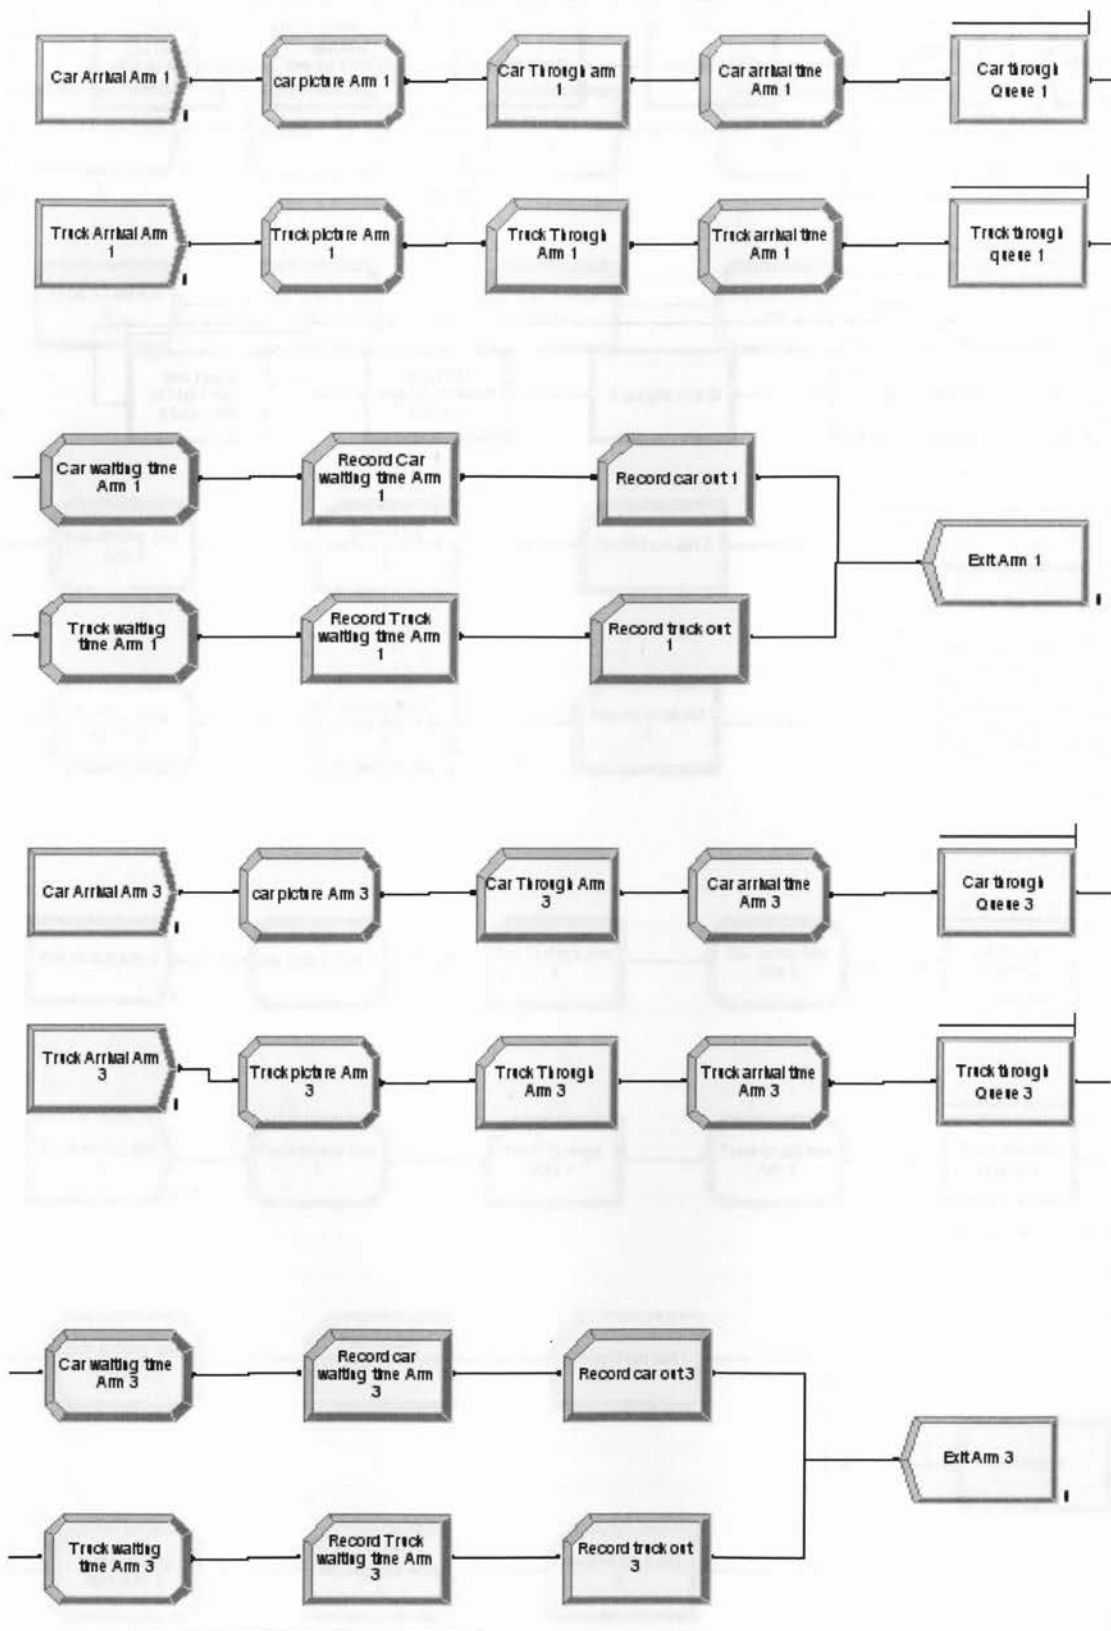 Car Arrival Arm 1
car picture Arm 1
Car Through arm
1
Car arrival time
Arm 1
Car through
Queue 1
Truck Arrival Arm
1
Truck picture Arm
1
Truck Through
Arm 1
Truck arrival time
Arm 1
Truck through
queue 1
Car waiting time
Arm 1
Record Car
waiting time Arm
1
Record car out 1
Exit Arm 1
Truck waiting
time Arm 1
Record Truck
waiting time Arm
1
Record truck out
1
Car Arrival Arm 3
car picture Arm 3
Car Through Arm
3
Car arrival time
Arm 3
Car through
Queue 3
Truck Arrival Arm
3
Truck picture Arm
3
Truck Through
Arm 3
Truck arrival time
Arm 3
Truck through
Queue 3
Car waiting time
Arm 3
Record car
waiting time Arm
3
Record car out 3
Exit Arm 3
Truck waiting
time Arm 3
Record Truck
waiting time Arm
3
Record truck out
3